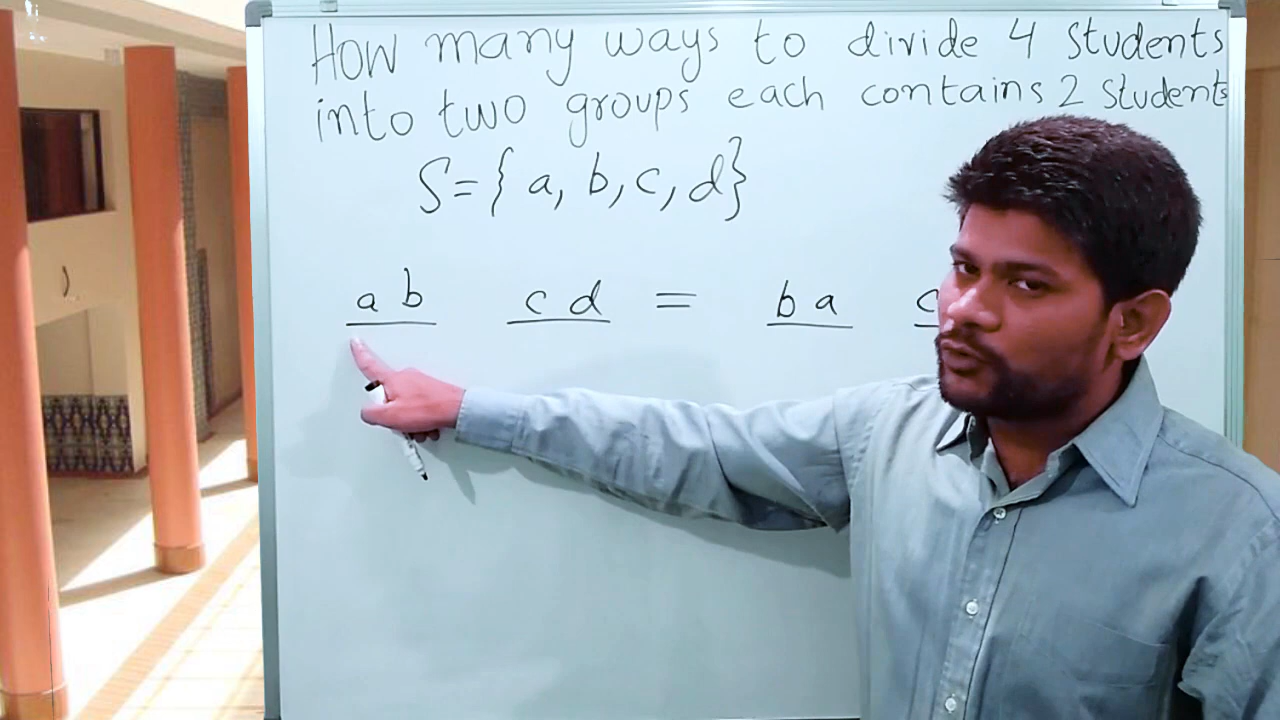 How many ways to divide 4 students
into two groups each contains 2 students
S={a, b, c, d}
a b c d = b a c